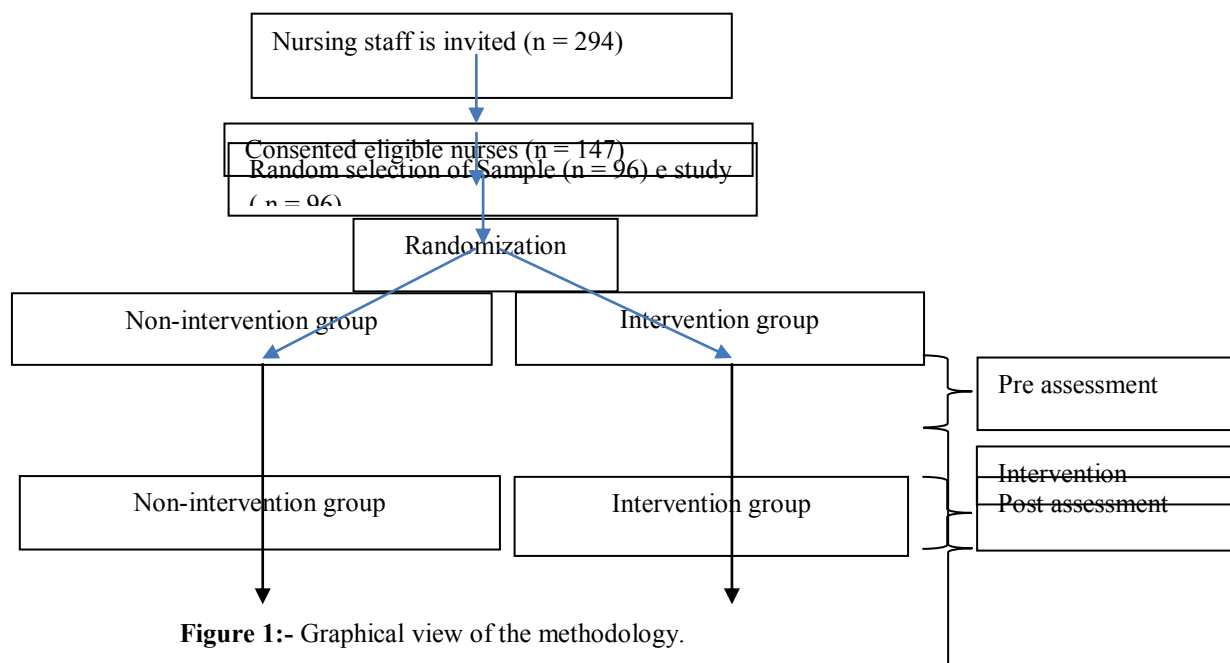 Nursing staff is invited (n = 294)
Consented eligible nurses (n = 147)
Random selection of Sample (n = 96) e study
( n = 96)
Randomization
Non-intervention group
Intervention group
Pre assessment
Intervention
Non-intervention group
Intervention group
Post assessment
Figure 1:- Graphical view of the methodology.